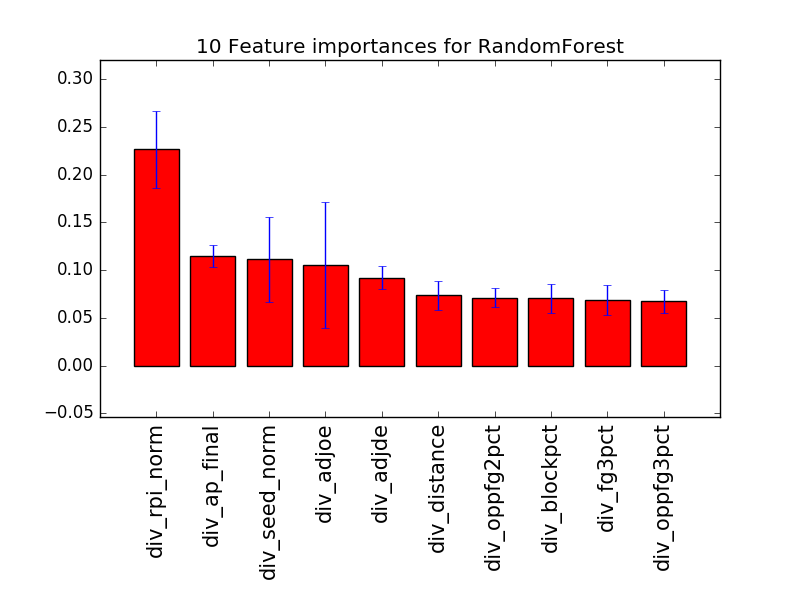 10 Feature importances for RandomForest
0.30
0.25
0.20
0.15
0.10
0.05
0.00
−0.05
div_rpi_norm
div_ap_final
div_seed_norm
div_adjoe
div_adjde
div_distance
div_oppfg2pct
div_blockpct
div_fg3pct
div_oppfg3pct